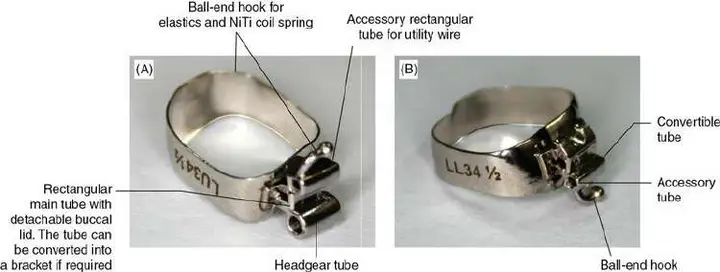 Ball-end hook for
elastics and NiTi coil spring
Accessory rectangular
tube for utility wire
(A)
(B)
LU34½
LL34 ½
Convertible
tube
Accessory
tube
Rectangular
main tube with
detachable buccal
lid. The tube can
be converted into
a bracket if required
Headgear tube
Ball-end hook